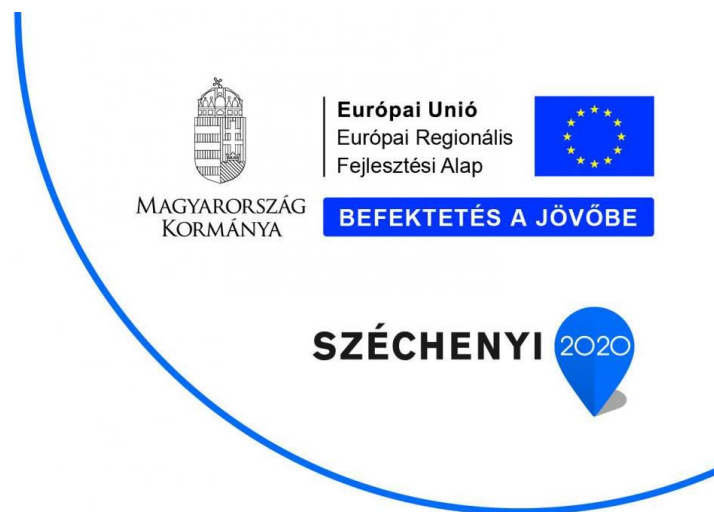 Európai Unió
Európai Regionális
Fejlesztési Alap
MAGYARORSZÁG
KORMÁNYA
BEFEKTETÉS A JÖVŐBE
SZÉCHENYI 2020